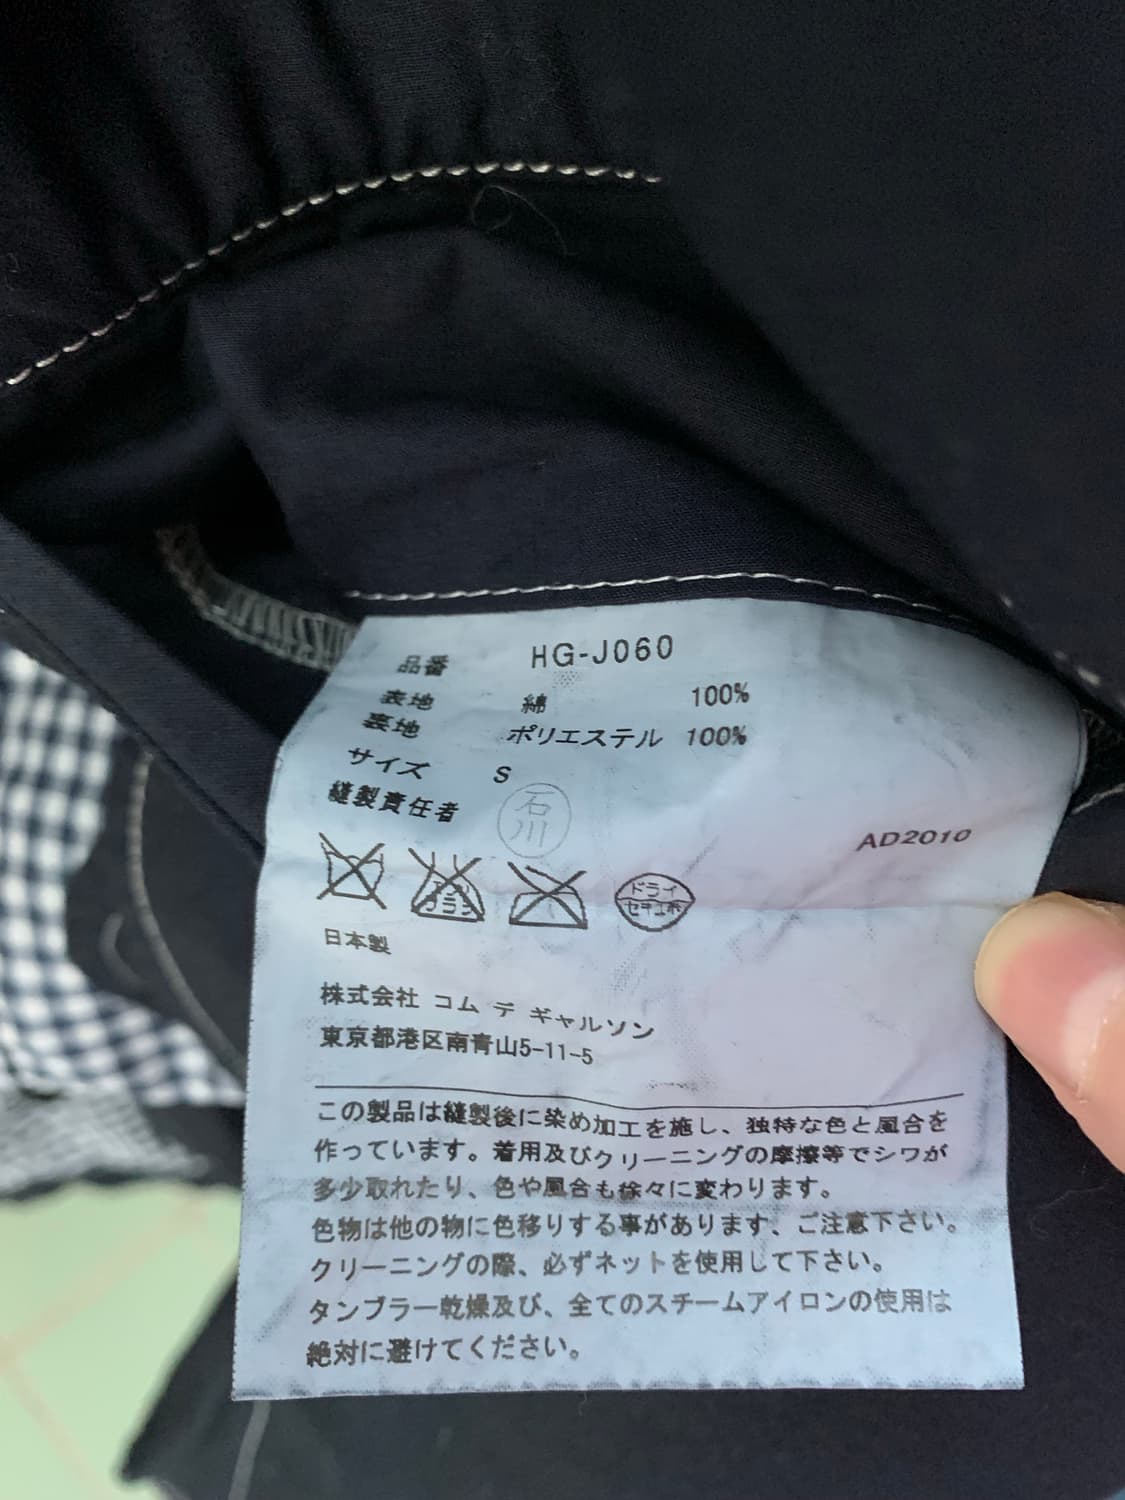 品番 HG-J060
表地 綿 100%
裏地 ポリエステル 100%
サイズ S
縫製責任者 石川
AD2010
エンソ
サラシ
ドライ
セキユ系
日本製
株式会社 コム デ ギャルソン
東京都港区南青山5-11-5
この製品は縫製後に染め加工を施し、独特な色と風合を
作っています。着用及びクリーニングの摩擦等でシワが
多少取れたり、色や風合も徐々に変わります。
色物は他の物に色移りする事があります、ご注意下さい。
クリーニングの際、必ずネットを使用して下さい。
タンブラー乾燥及び、全てのスチームアイロンの使用は
絶対に避けてください。